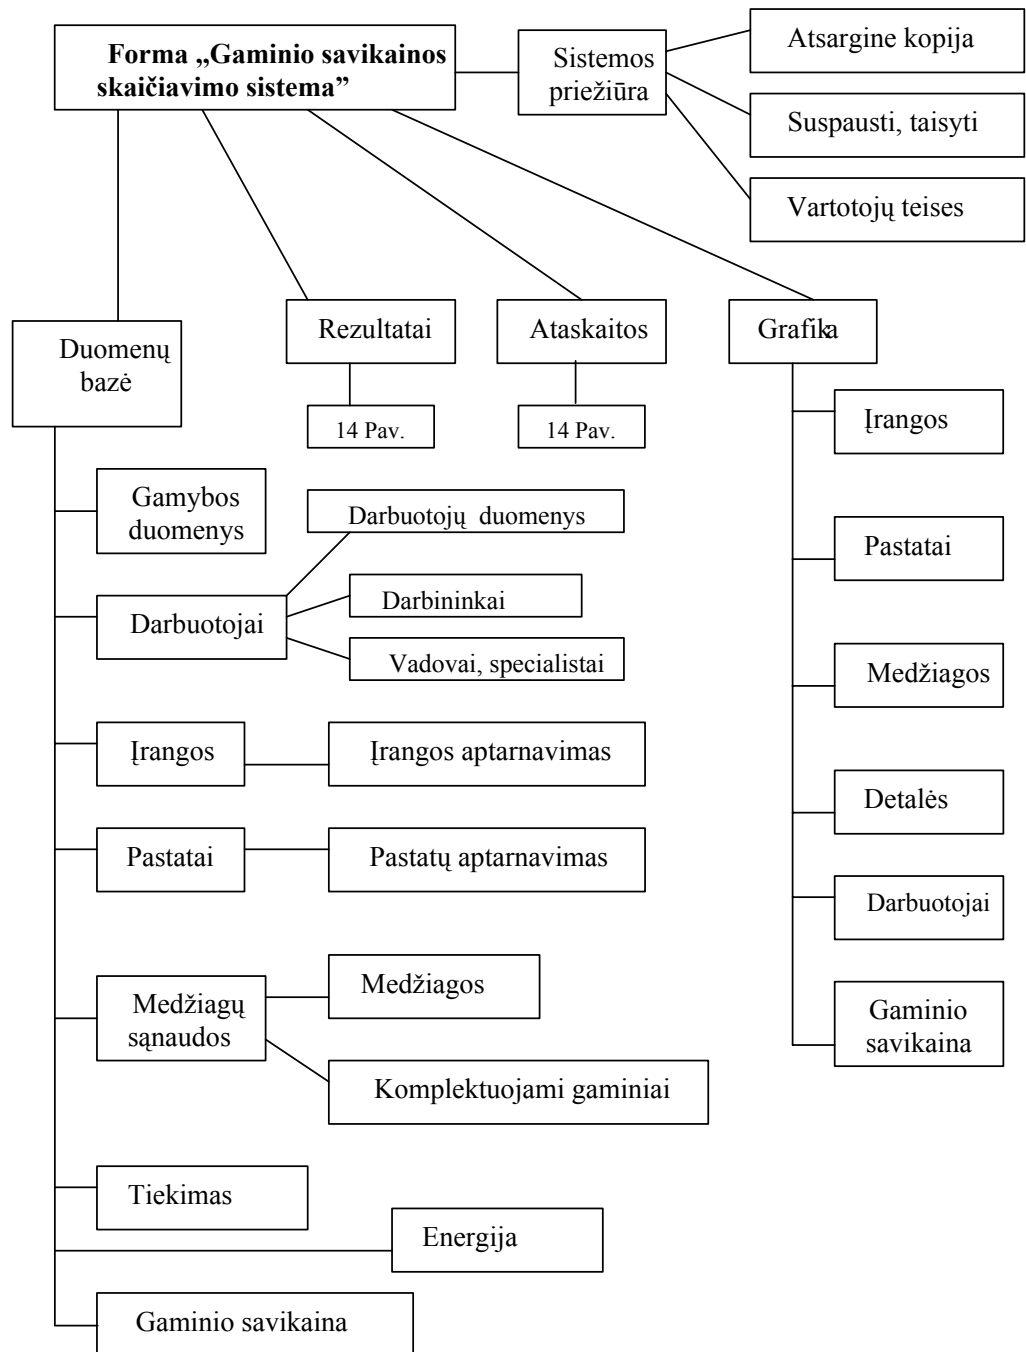 Forma „Gaminio savikainos
skaičiavimo sistema”
Sistemos
priežiūra
Atsargine kopija
Suspausti, taisyti
Vartotojų teises
Duomenų
bazė
Rezultatai
Ataskaitos
Grafika
14 Pav.
14 Pav.
Gamybos
duomenys
Darbuotojai
Darbuotojų duomenys
Darbininkai
Vadovai, specialistai
Įrangos
Įrangos aptarnavimas
Pastatai
Pastatų aptarnavimas
Medžiagų
sąnaudos
Medžiagos
Komplektuojami gaminiai
Tiekimas
Energija
Gaminio savikaina
Įrangos
Pastatai
Medžiagos
Detalės
Darbuotojai
Gaminio
savikaina